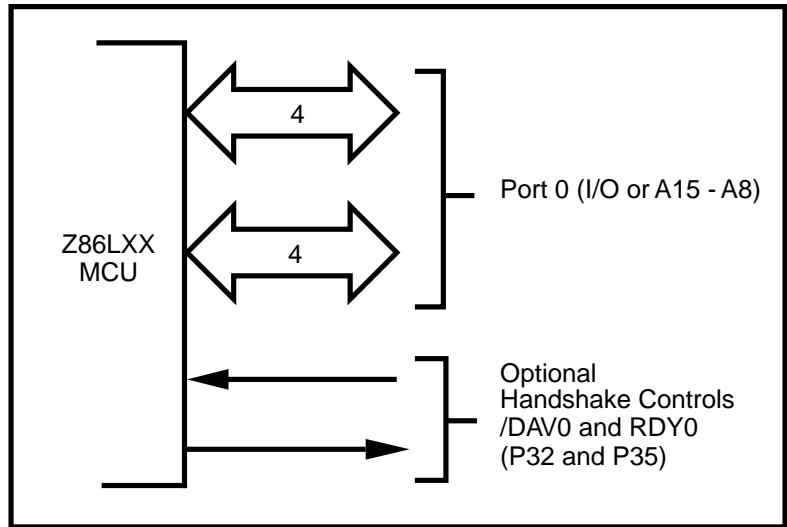 4
Port 0 (I/O or A15 - A8)
Z86LXX
MCU
4
Optional
Handshake Controls
/DAV0 and RDY0
(P32 and P35)